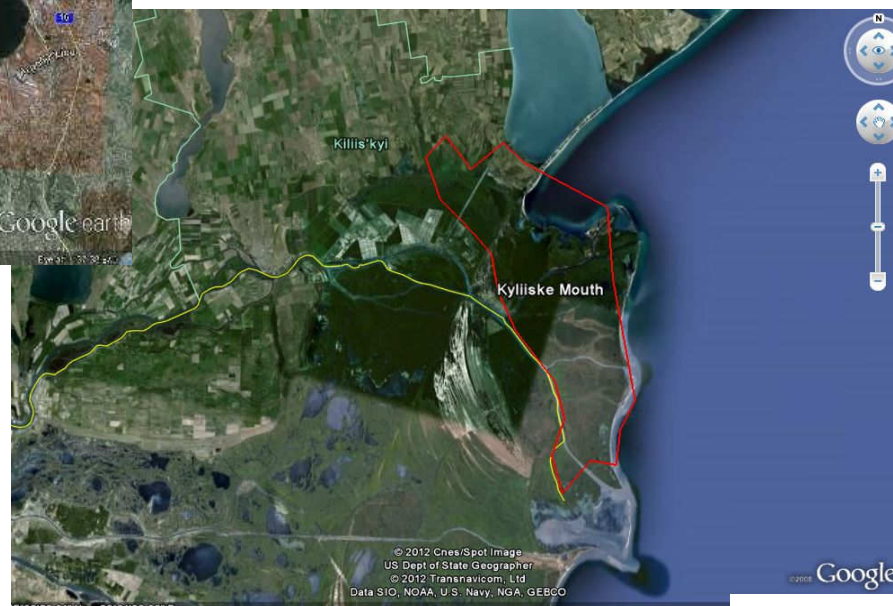 16
Google earth
N
Kiliis'kyi
Kyliiske Mouth
© 2012 Cnes/Spot Image
US Dept of State Geographer
© 2012 Transnavicom, Ltd
Data SIO, NOAA, U.S. Navy, NGA, GEBCO
Google